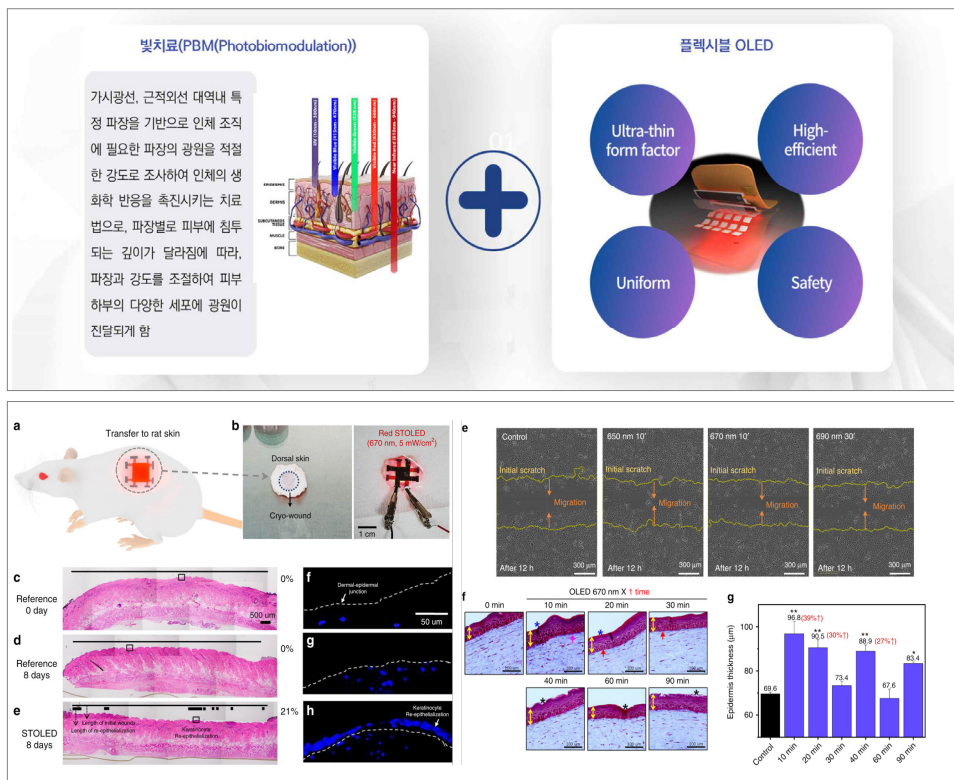 빛치료(PBM(Photobiomodulation))
가시광선, 근적외선 대역내 특
정 파장을 기반으로 인체 조직
에 필요한 파장의 광원을 적절
한 강도로 조사하여 인체의 생
화학 반응을 촉진시키는 치료
법으로, 파장별로 피부에 침투
되는 깊이가 달라짐에 따라,
파장과 강도를 조절하여 피부
하부의 다양한 세포에 광원이
전달되게 함
EPIDERMIS
DERMIS
SUBCUTANEOUS
TISSUE
MUSCLE
BONE
플렉시블 OLED
Ultra-thin
form factor
High-
efficient
Uniform
Safety
a
Transfer to rat skin
b
Dorsal skin
Cryo-wound
Red STOLED
(670 nm, 5 mW/cm²)
1 cm
c
Reference
0 day
0%
500 um
d
Reference
8 days
0%
e
STOLED
8 days
21%
Length of initial wounds
Length of re-epithelialization
Keratinocyte
Re-epithelialization
f
Dermal-epidermal
junction
50 um
g
h
Keratinocyte
Re-epithelialization
e
Control
Initial scratch
Migration
After 12 h
300 μm
650 nm 10’
Initial scratch
Migration
After 12 h
300 μm
670 nm 10’
Initial scratch
Migration
After 12 h
300 μm
690 nm 30’
Initial scratch
Migration
After 12 h
300 μm
f
OLED 670 nm X 1 time
0 min
10 min
20 min
30 min
40 min
60 min
90 min
g
Epidermis thickness (μm)
100
80
60
69.6
**
96.8 (39%↑)
**
90.5 (30%↑)
73.4
**
88.9 (27%↑)
67.6
*
83.4
Control
10 min
20 min
30 min
40 min
60 min
90 min